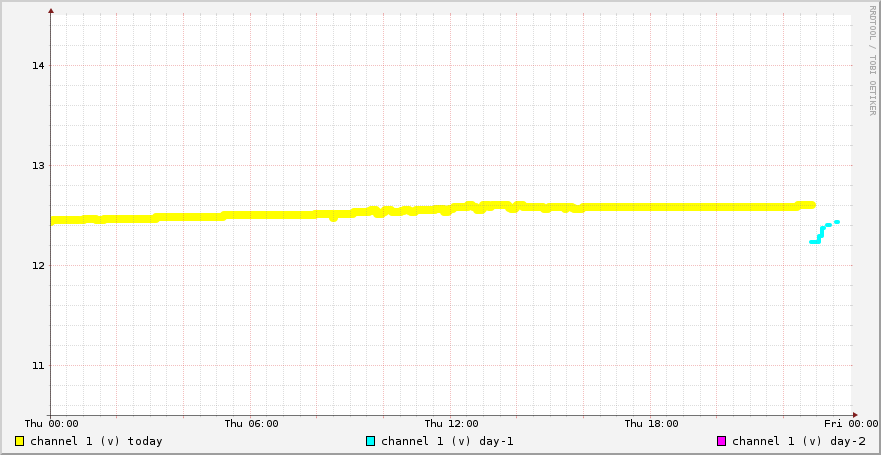 RRDTOOL / TOBI OETIKER
14
13
12
11
Thu 00:00 Thu 06:00 Thu 12:00 Thu 18:00 Fri 00:00
channel 1 (v) today channel 1 (v) day-1 channel 1 (v) day-2